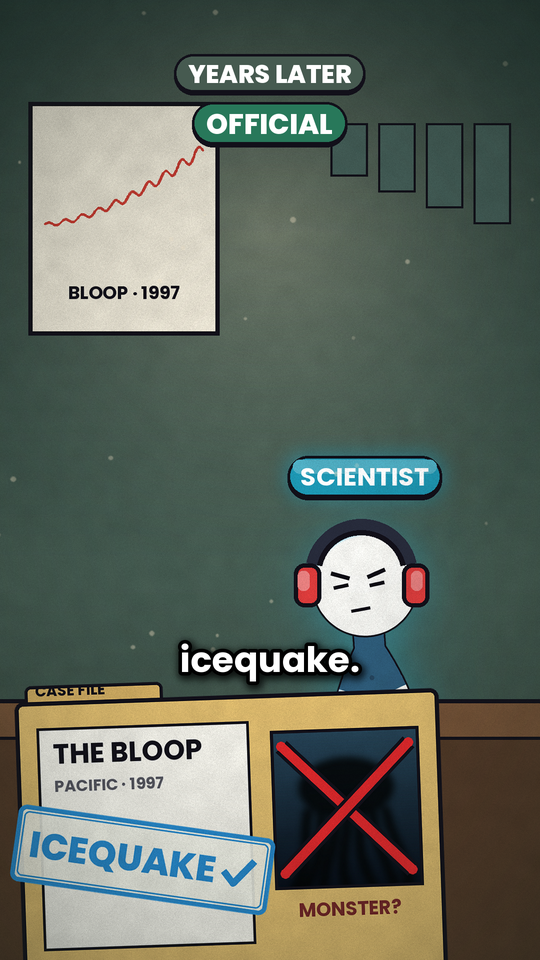 YEARS LATER
OFFICIAL
BLOOP · 1997
SCIENTIST
icequake.
CASE FILE
THE BLOOP
PACIFIC · 1997
ICEQUAKE✓
MONSTER?